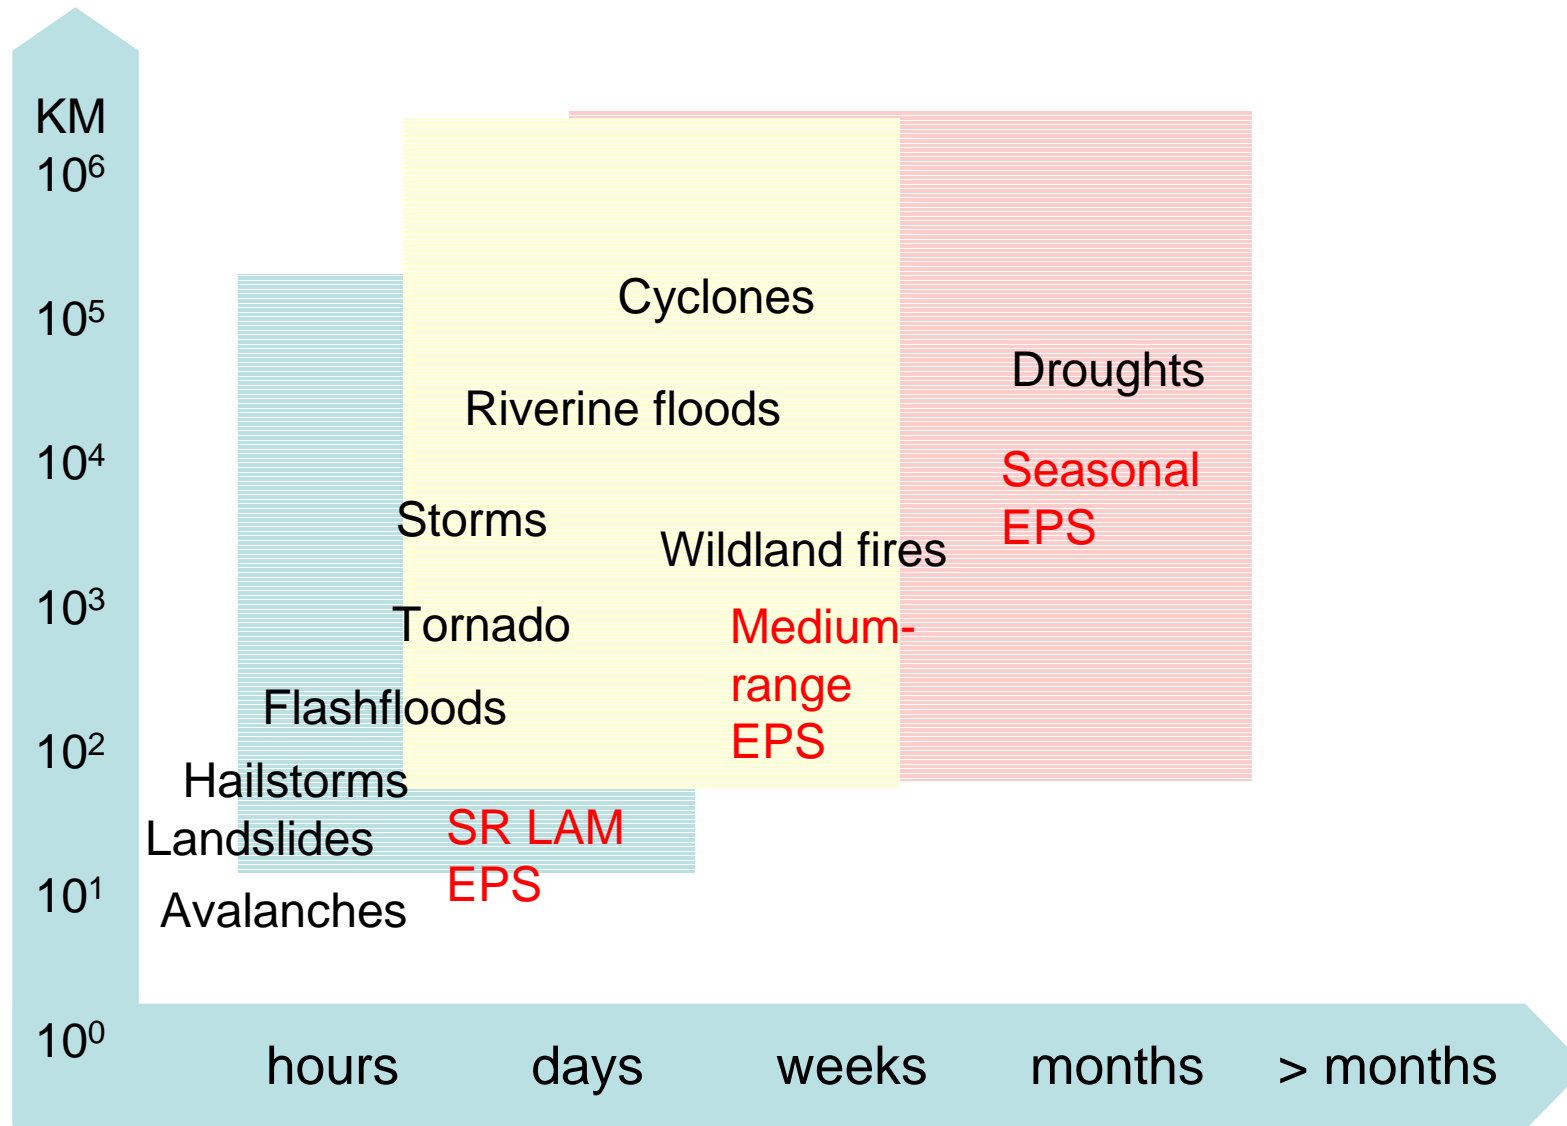 KM
10⁶
10⁵
10⁴
10³
10²
10¹
10⁰
Cyclones
Droughts
Riverine floods
Seasonal
EPS
Storms
Wildland fires
Tornado
Medium-
range
EPS
Flashfloods
Hailstorms
Landslides
SR LAM
EPS
Avalanches
hours days weeks months > months